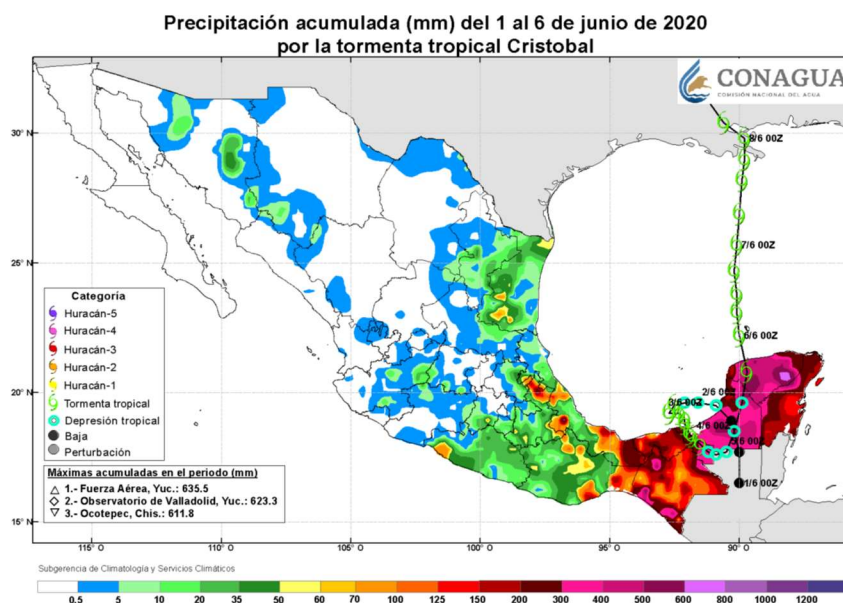 Precipitación acumulada (mm) del 1 al 6 de junio de 2020
por la tormenta tropical Cristobal
CONAGUA
COMISIÓN NACIONAL DEL AGUA
30° N
25° N
20° N
15° N
8/6 00Z
7/6 00Z
6/6 00Z
2/6 00Z
3/6 00Z
4/6 00Z
5/6 00Z
1/6 00Z
Categoría
Huracán-5
Huracán-4
Huracán-3
Huracán-2
Huracán-1
Tormenta tropical
Depresión tropical
Baja
Perturbación
Máximas acumuladas en el periodo (mm)
1.- Fuerza Aérea, Yuc.: 635.5
2.- Observatorio de Valladolid, Yuc.: 623.3
3.- Ocotepec, Chis.: 611.8
115° O 110° O 105° O 100° O 95° O 90° O
Subgerencia de Climatología y Servicios Climáticos
0.5 5 10 20 35 50 60 70 100 125 150 200 300 400 500 600 800 1000 1200